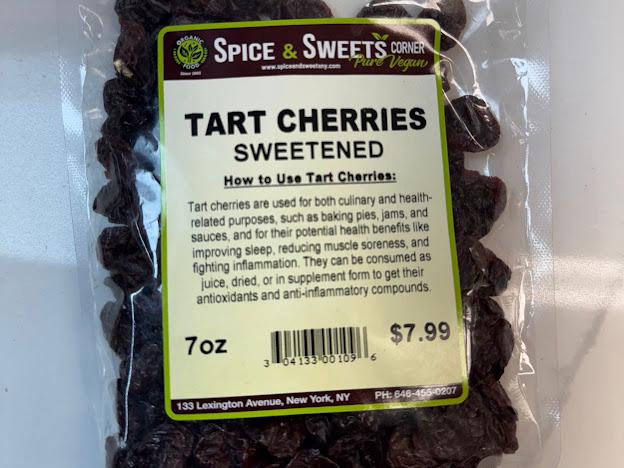 ORGANIC
FOOD
Since 2003
SPICE & SWEETS CORNER
www.spiceandsweetsny.com
Pure Vegan
TART CHERRIES
SWEETENED
How to Use Tart Cherries:
Tart cherries are used for both culinary and health-
related purposes, such as baking pies, jams, and
sauces, and for their potential health benefits like
improving sleep, reducing muscle soreness, and
fighting inflammation. They can be consumed as
juice, dried, or in supplement form to get their
antioxidants and anti-inflammatory compounds.
7oz
$7.99
3 04133 00109 6
133 Lexington Avenue, New York, NY
PH: 646-455-0207